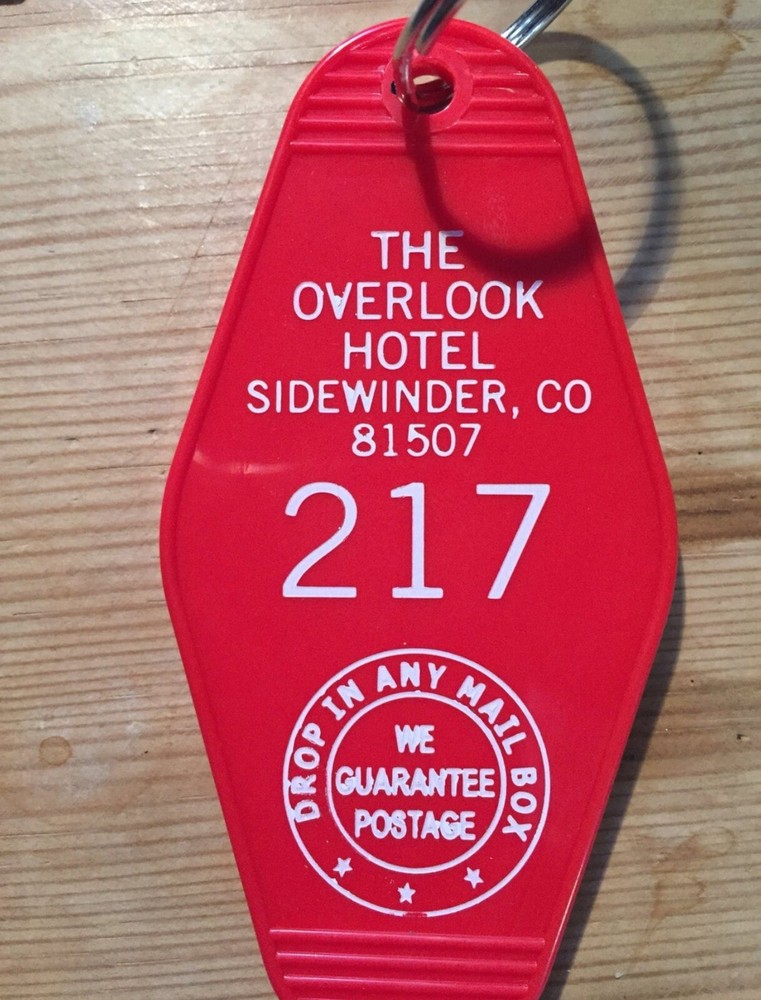 THE
OVERLOOK
HOTEL
SIDEWINDER, CO
81507
217
DROP IN ANY MAIL BOX
WE
GUARANTEE
POSTAGE